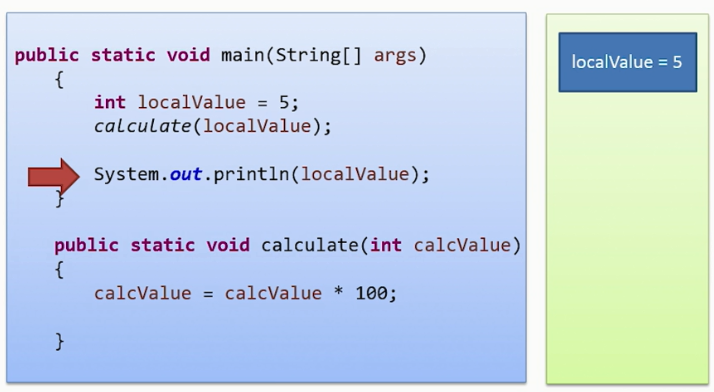 public static void main(String[] args)
{
int localValue = 5;
calculate(localValue);
System.out.println(localValue);
}
public static void calculate(int calcValue)
{
calcValue = calcValue * 100;
}
localValue = 5